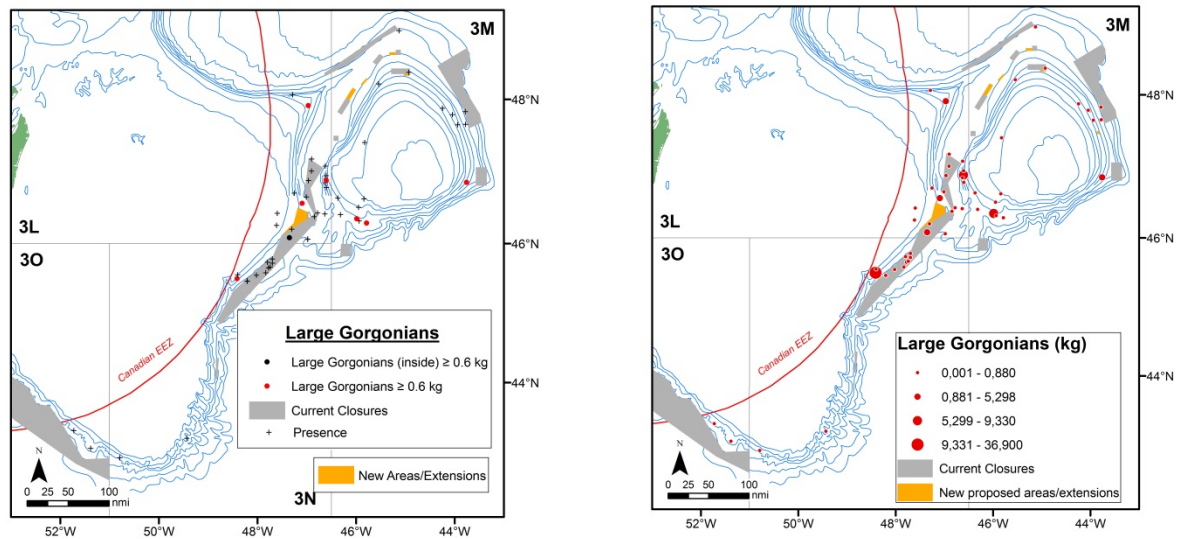 3M
48°N
3L
46°N
3O
Large Gorgonians
Large Gorgonians (inside) ≥ 0.6 kg
Large Gorgonians ≥ 0.6 kg
Current Closures
Presence
Canadian EEZ
44°N
New Areas/Extensions
N
0 25 50 100
nmi
3N
52°W 50°W 48°W 46°W 44°W
3M
48°N
3L
46°N
3O
Canadian EEZ
Large Gorgonians (kg)
0,001 - 0,880
0,881 - 5,298
5,299 - 9,330
9,331 - 36,900
Current Closures
New proposed areas/extensions
44°N
N
0 25 50 100
nmi
3N
52°W 50°W 48°W 46°W 44°W